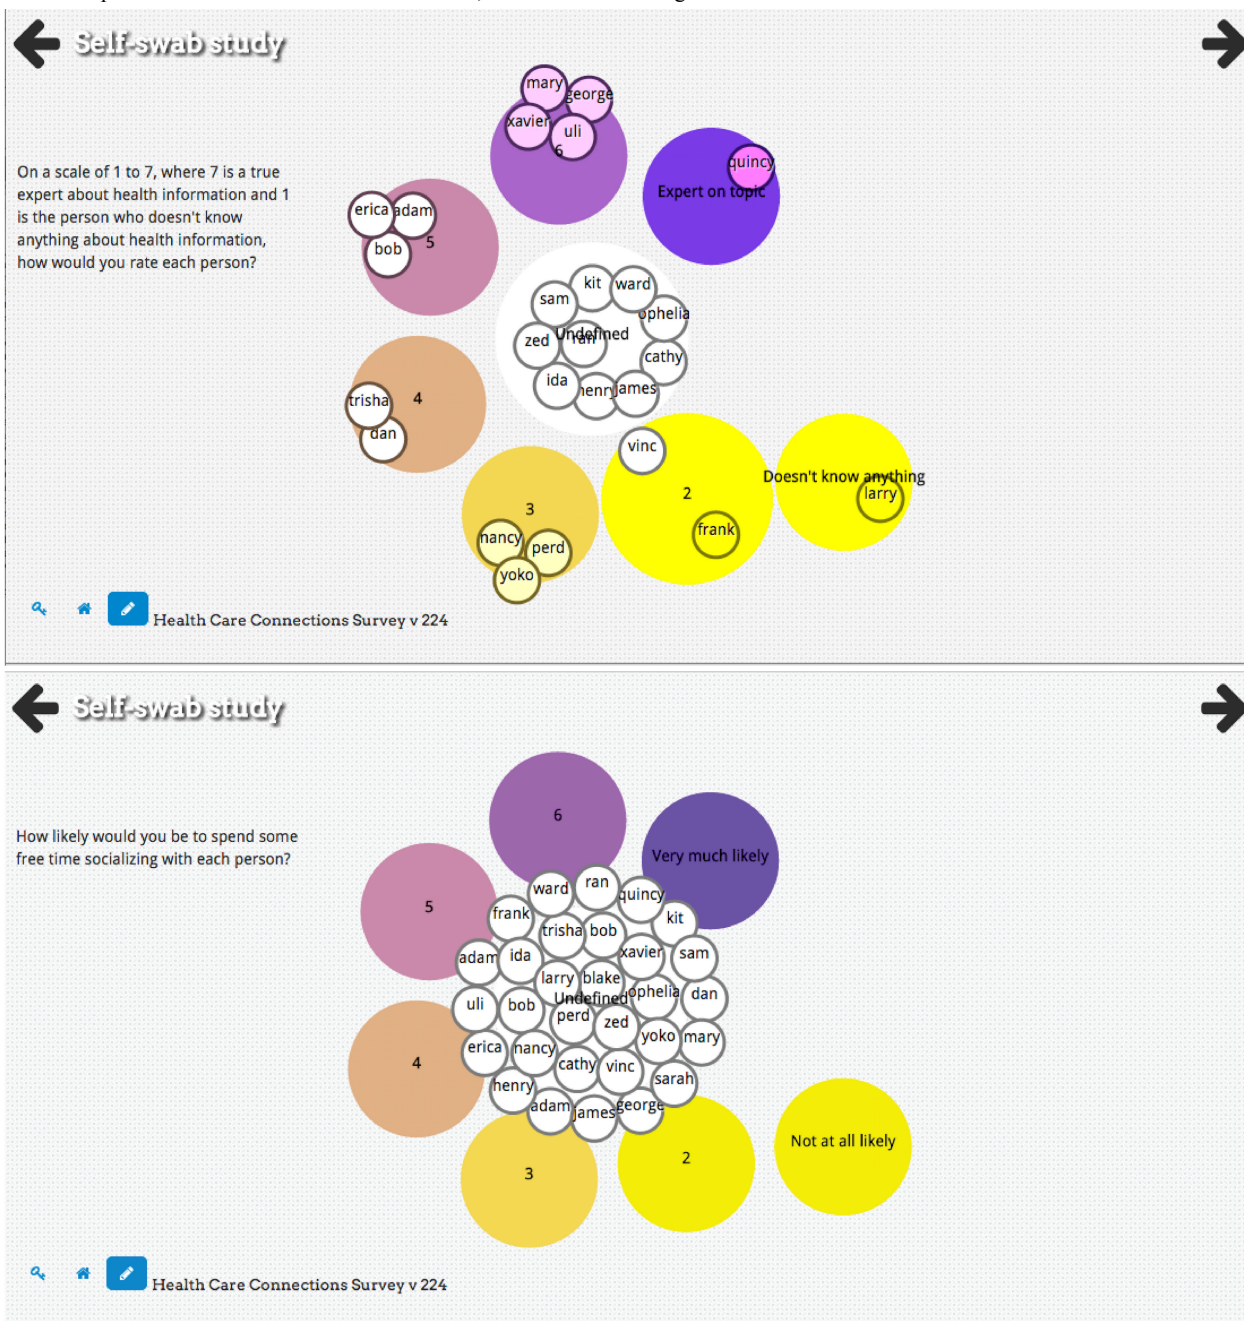 Self-swab study
On a scale of 1 to 7, where 7 is a true
expert about health information and 1
is the person who doesn't know
anything about health information,
how would you rate each person?
mary
george
xavier
uli
6
quincy
Expert on topic
erica
adam
bob
5
kit
ward
sam
ophelia
Undefined
ran
zed
cathy
ida
henry
james
trisha
4
dan
vinc
2
frank
Doesn't know anything
larry
3
nancy
perd
yoko
Health Care Connections Survey v 224
Self-swab study
How likely would you be to spend some
free time socializing with each person?
6
Very much likely
5
ward
ran
quincy
frank
kit
trisha
bob
adam
ida
xavier
sam
larry
blake
Undefined
ophelia
dan
uli
bob
perd
zed
yoko
mary
erica
nancy
cathy
vinc
sarah
henry
adam
james
george
4
3
2
Not at all likely
Health Care Connections Survey v 224